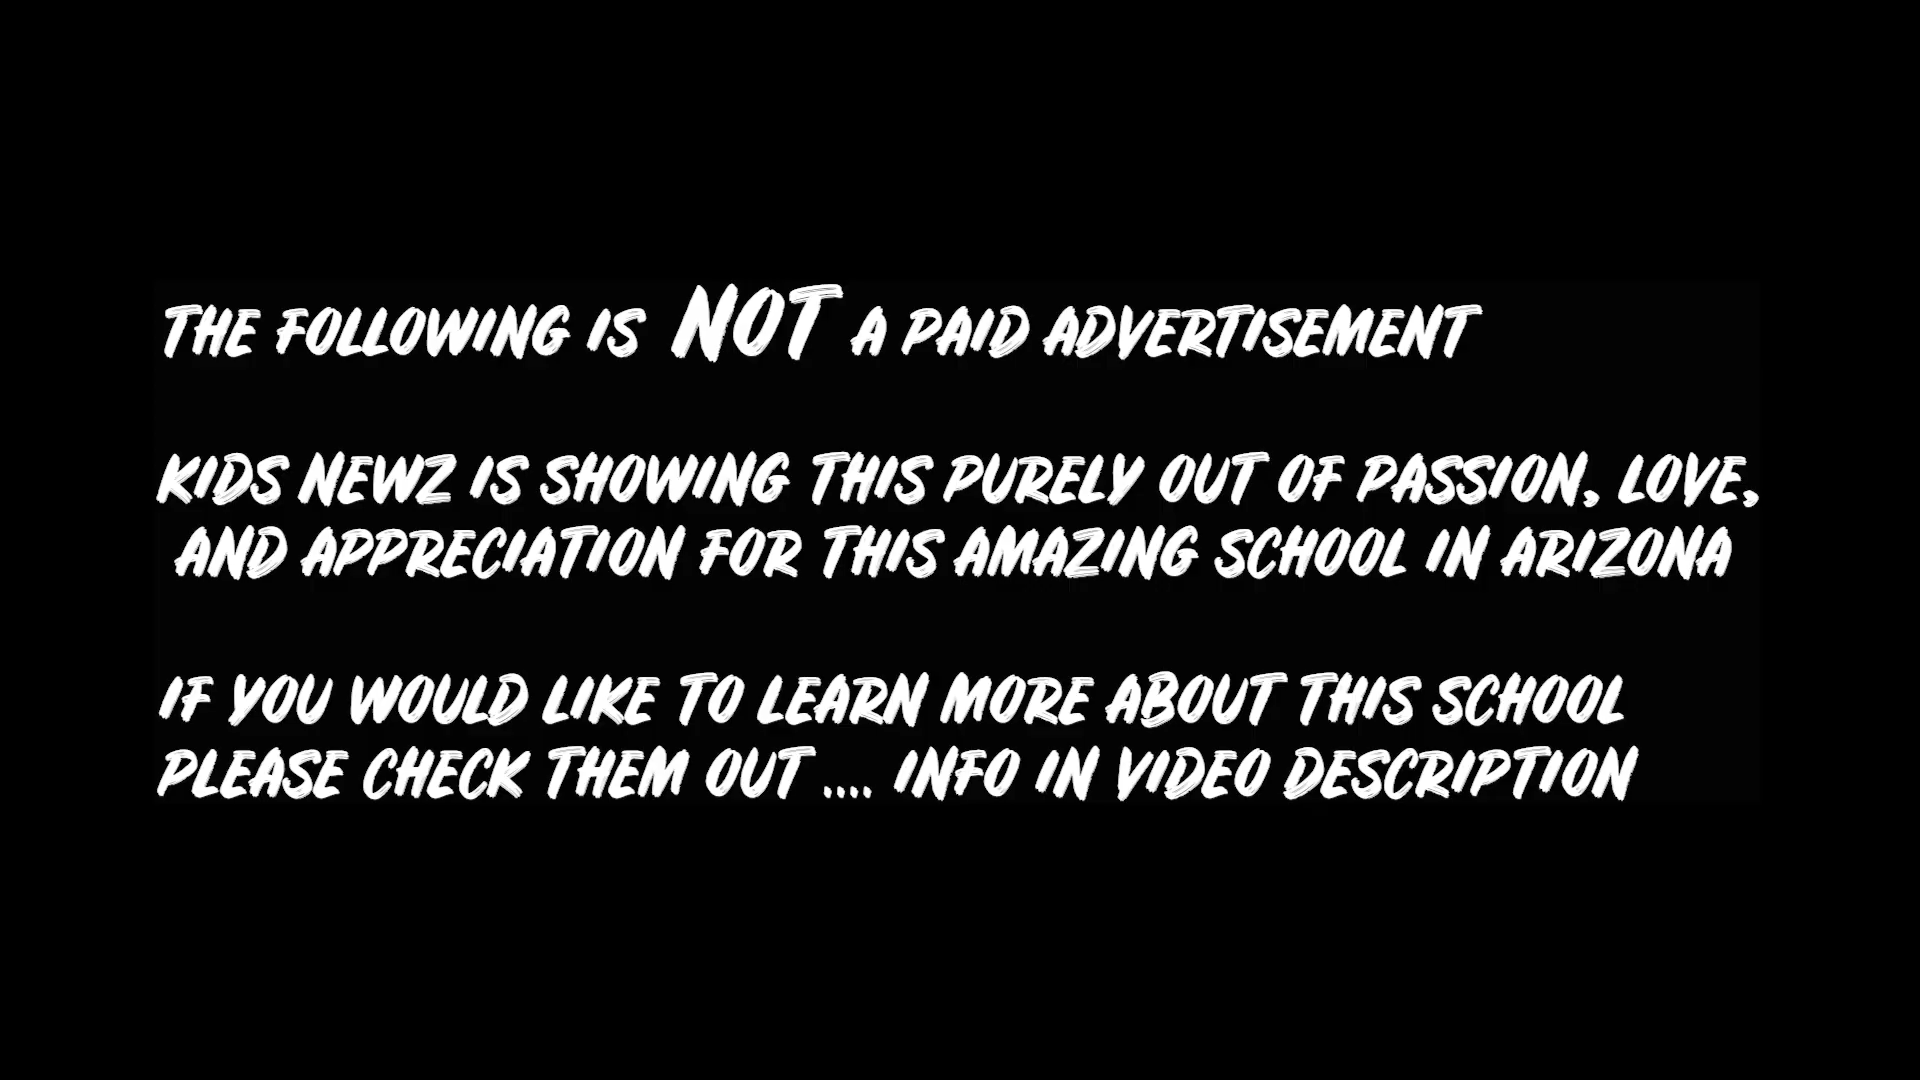 THE FOLLOWING IS NOT A PAID ADVERTISEMENT
KIDS NEWZ IS SHOWING THIS PURELY OUT OF PASSION, LOVE,
AND APPRECIATION FOR THIS AMAZING SCHOOL IN ARIZONA
IF YOU WOULD LIKE TO LEARN MORE ABOUT THIS SCHOOL
PLEASE CHECK THEM OUT .... INFO IN VIDEO DESCRIPTION